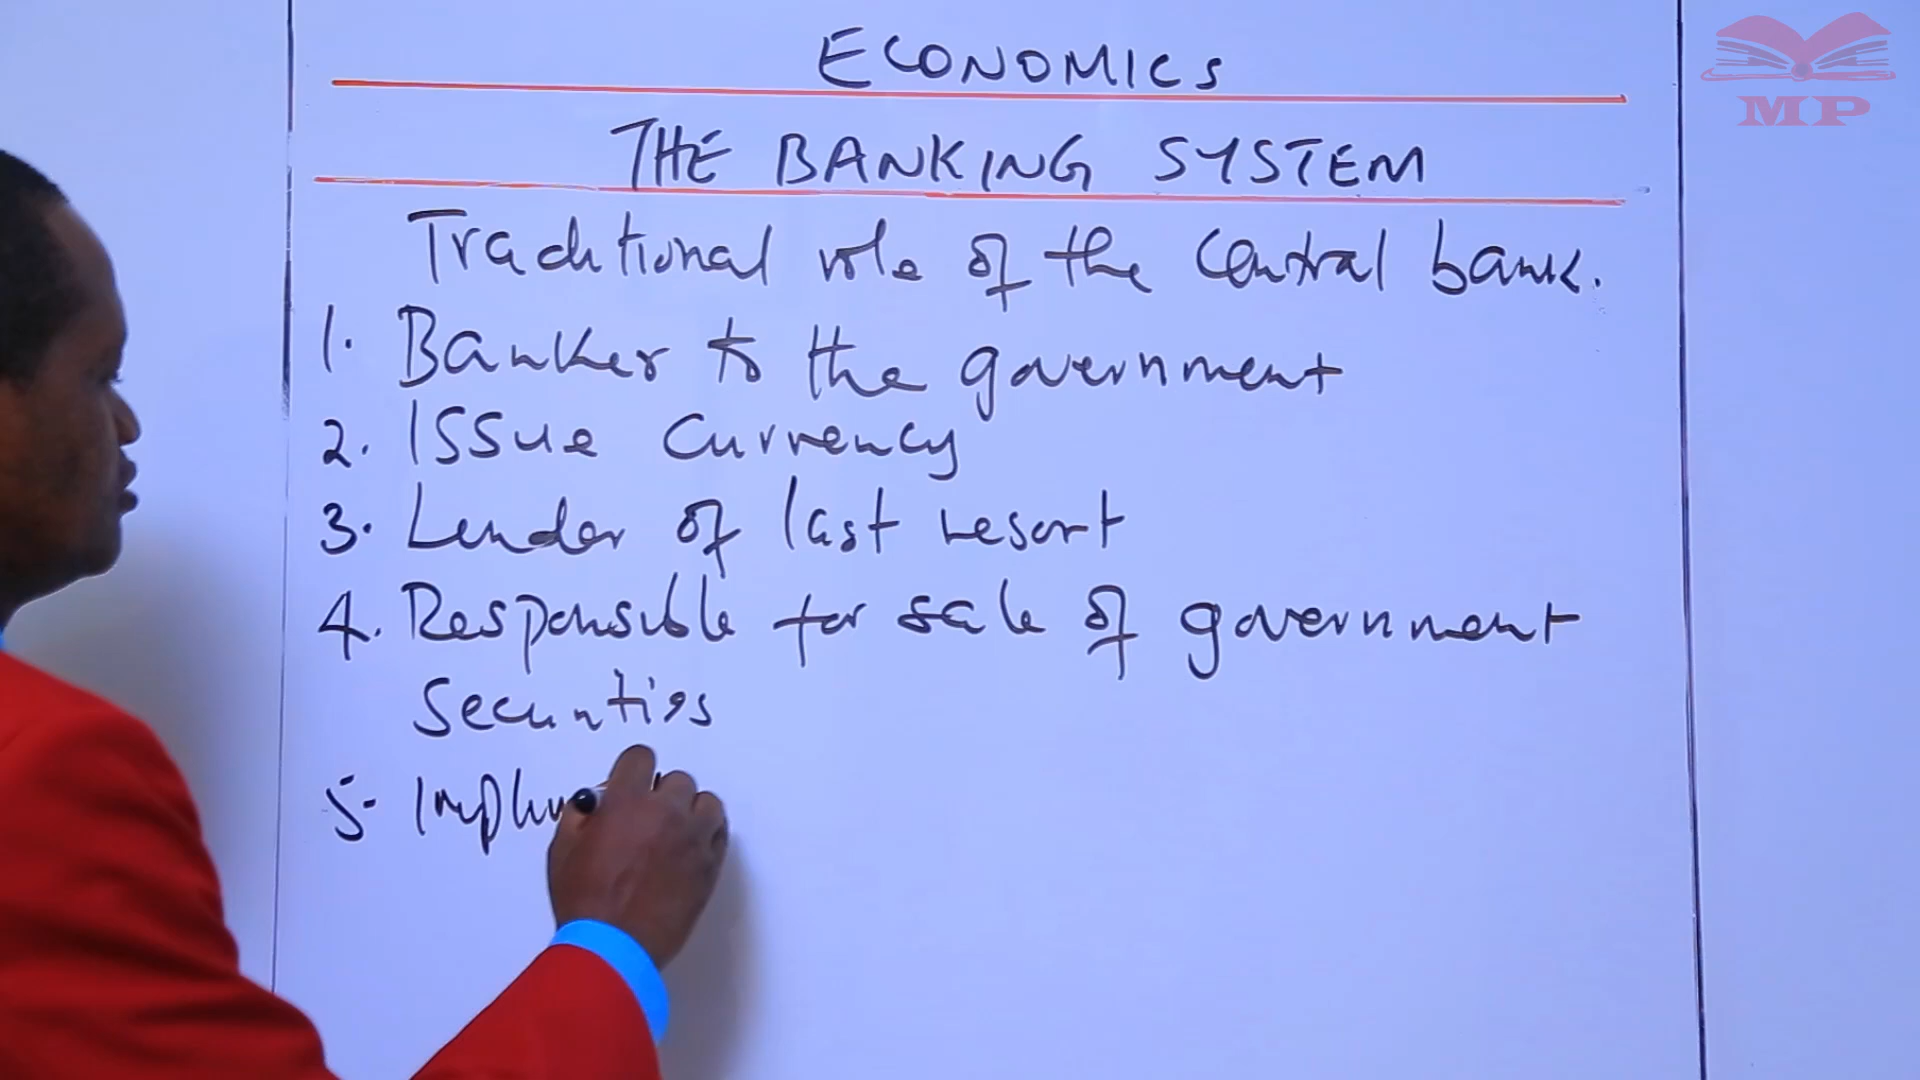 ECONOMICS
MP
THE BANKING SYSTEM
Traditional role of the Central bank.
1. Banker to the government
2. Issue Currency
3. Lender of last resort
4. Responsible for sale of government
Securities
5.